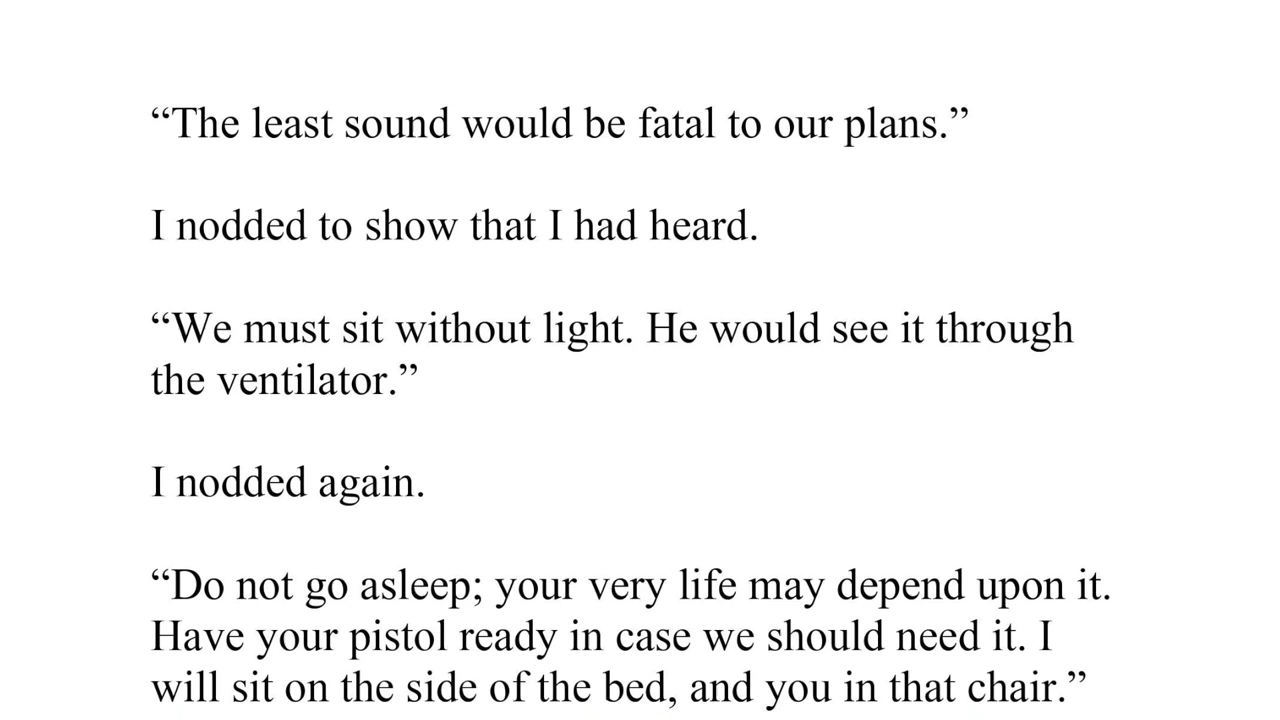 “The least sound would be fatal to our plans.”
I nodded to show that I had heard.
“We must sit without light. He would see it through
the ventilator.”
I nodded again.
“Do not go asleep; your very life may depend upon it.
Have your pistol ready in case we should need it. I
will sit on the side of the bed, and you in that chair.”